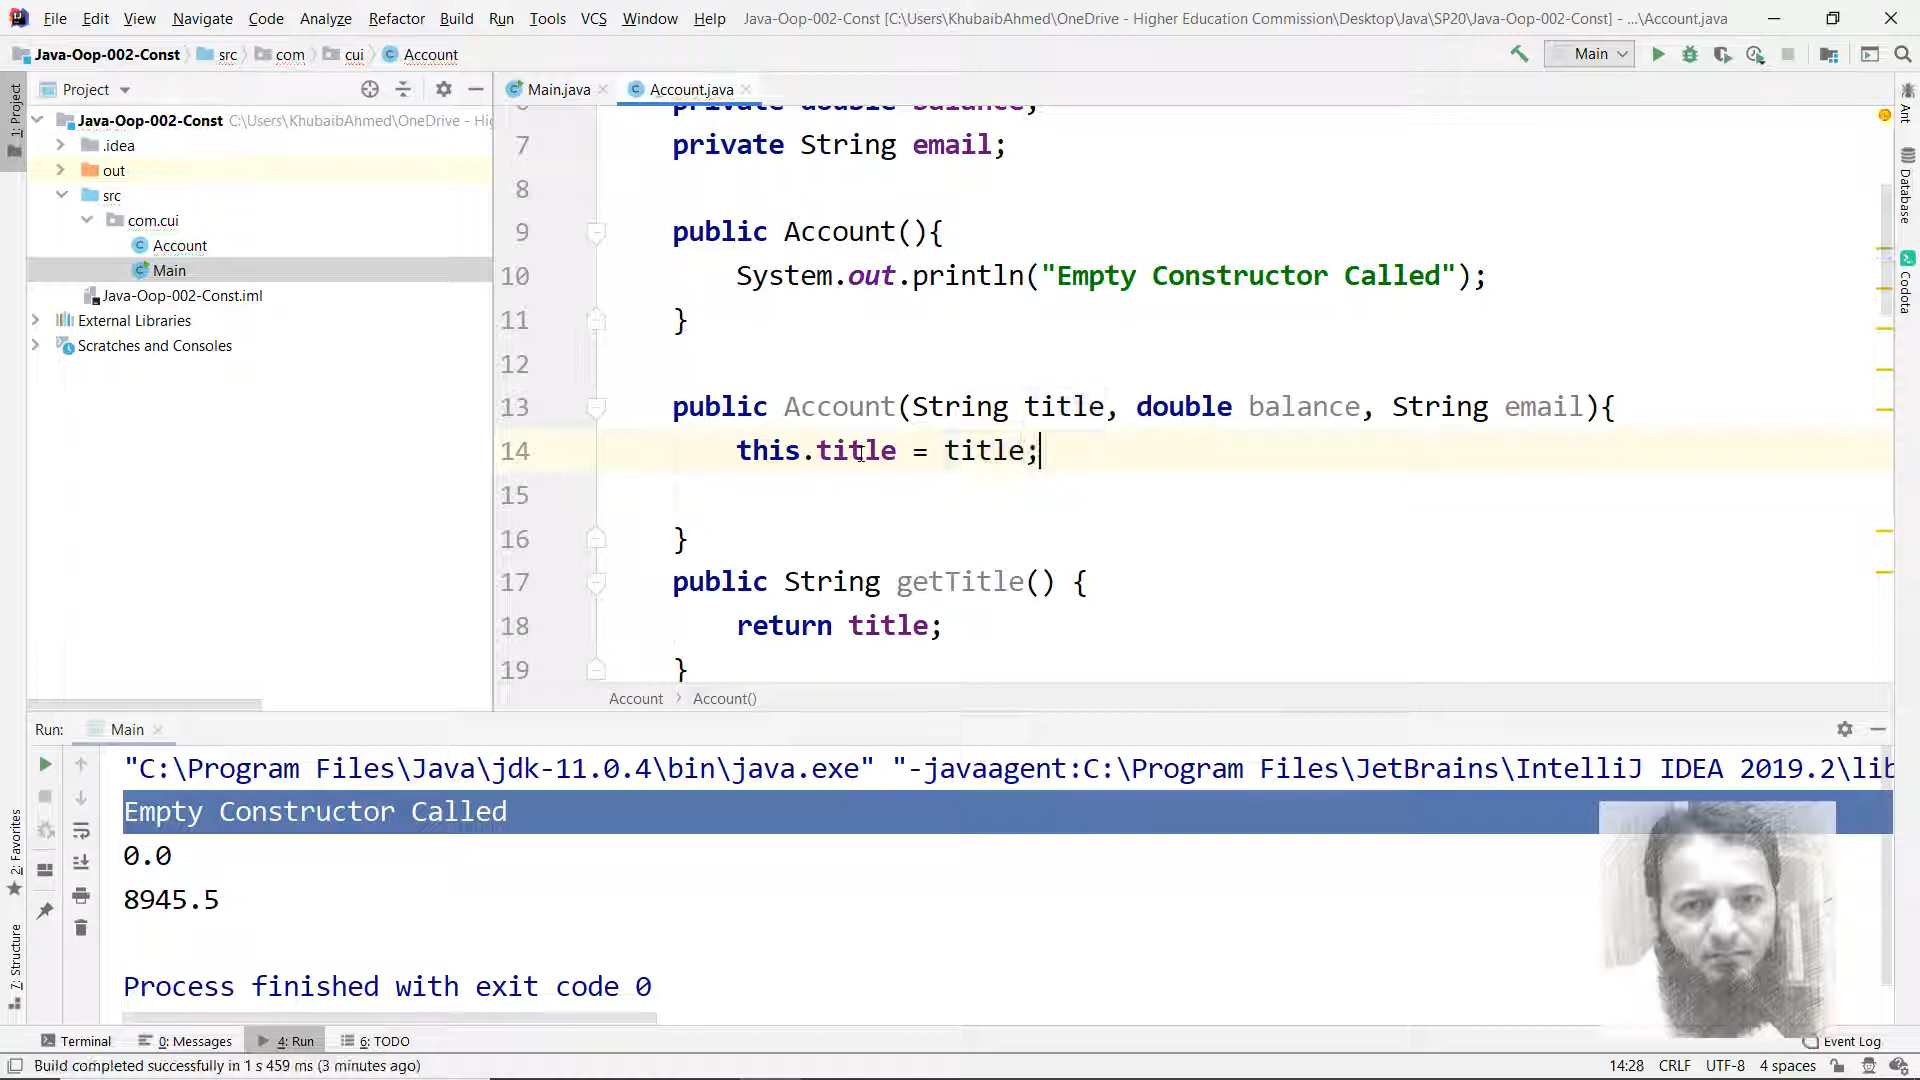 File Edit View Navigate Code Analyze Refactor Build Run Tools VCS Window Help Java-Oop-002-Const [C:\Users\KhubaibAhmed\OneDrive - Higher Education Commission\Desktop\Java\SP20\Java-Oop-002-Const] - ...\Account.java
Java-Oop-002-Const src com cui Account Main
1: Project
Project
Main.java Account.java
Java-Oop-002-Const C:\Users\KhubaibAhmed\OneDrive - Hig
.idea
out
src
com.cui
Account
Main
Java-Oop-002-Const.iml
External Libraries
Scratches and Consoles
7 private String email;
8
9 public Account(){
10 System.out.println("Empty Constructor Called");
11 }
12
13 public Account(String title, double balance, String email){
14 this.title = title;
15
16 }
17 public String getTitle() {
18 return title;
19 }
Account Account()
Ant
Database
Codota
Run: Main
"C:\Program Files\Java\jdk-11.0.4\bin\java.exe" "-javaagent:C:\Program Files\JetBrains\IntelliJ IDEA 2019.2\lib
Empty Constructor Called
0.0
8945.5
Process finished with exit code 0
2: Favorites
7: Structure
Terminal 0: Messages 4: Run 6: TODO Event Log
Build completed successfully in 1 s 459 ms (3 minutes ago) 14:28 CRLF UTF-8 4 spaces